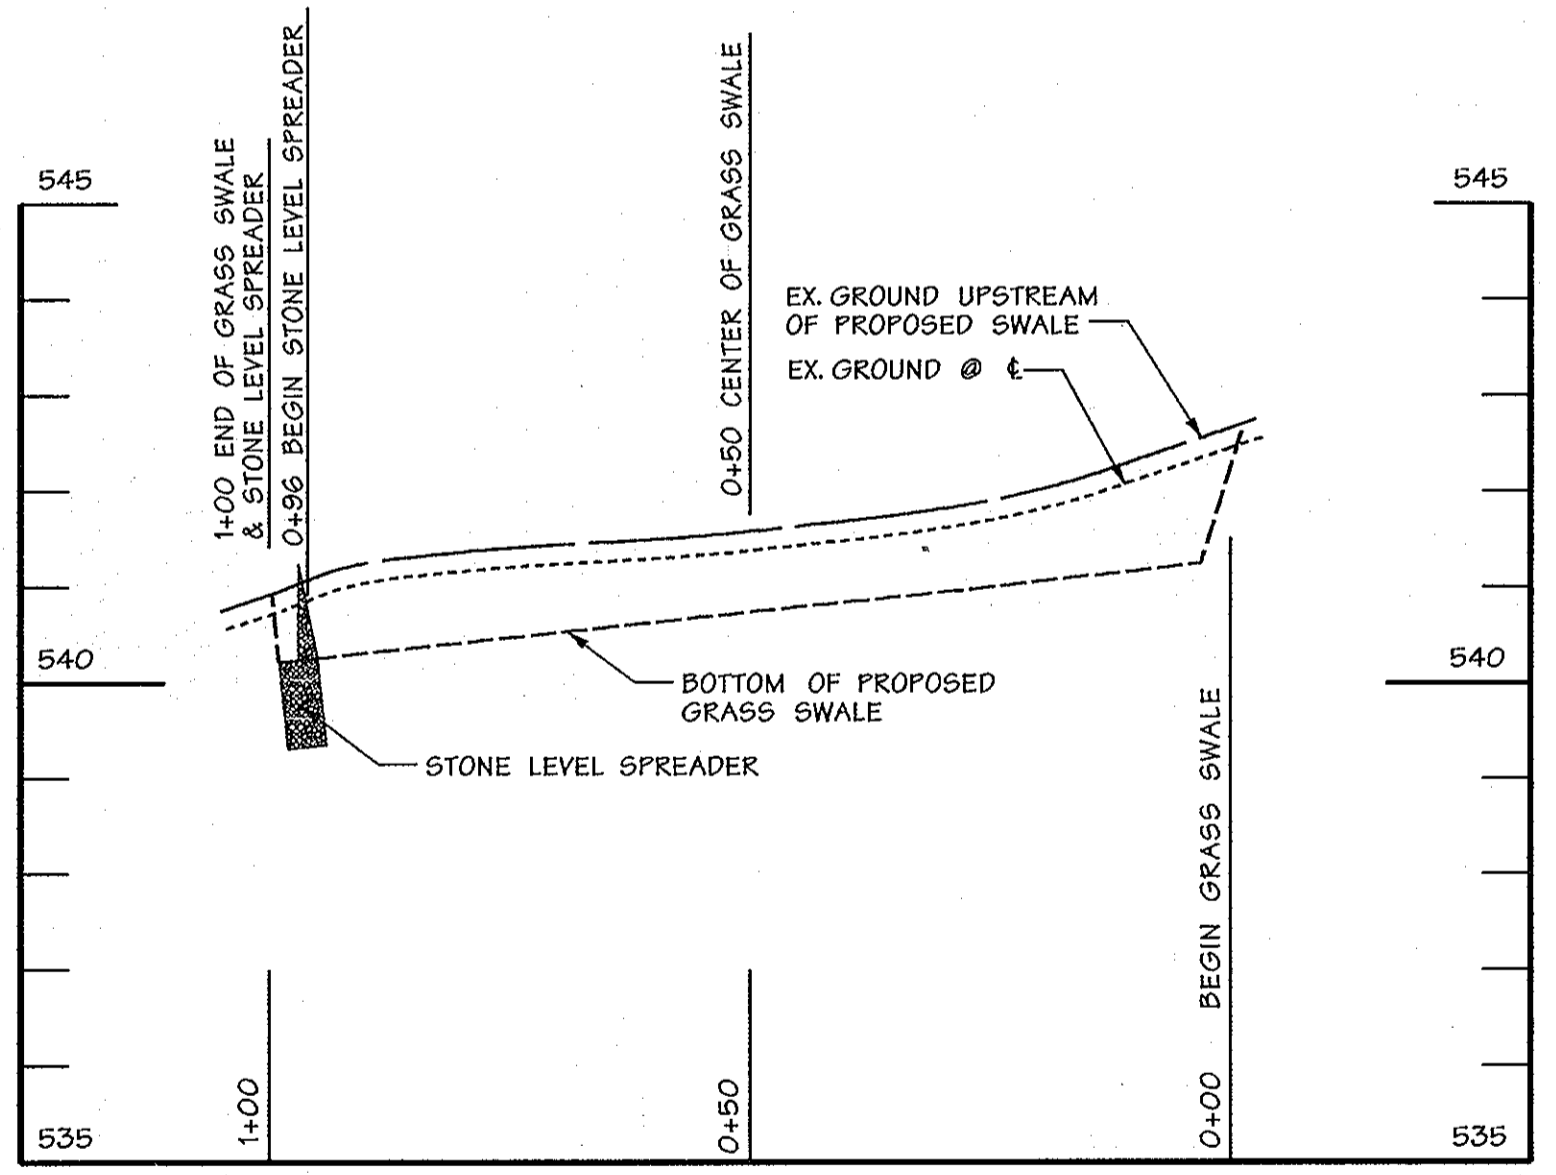 1+00 END OF GRASS SWALE
& STONE LEVEL SPREADER
0+96 BEGIN STONE LEVEL SPREADER
0+50 CENTER OF GRASS SWALE
545
545
EX. GROUND UPSTREAM
OF PROPOSED SWALE
EX. GROUND @ ℄
540
540
BOTTOM OF PROPOSED
GRASS SWALE
STONE LEVEL SPREADER
0+00 BEGIN GRASS SWALE
1+00
0+50
535
535